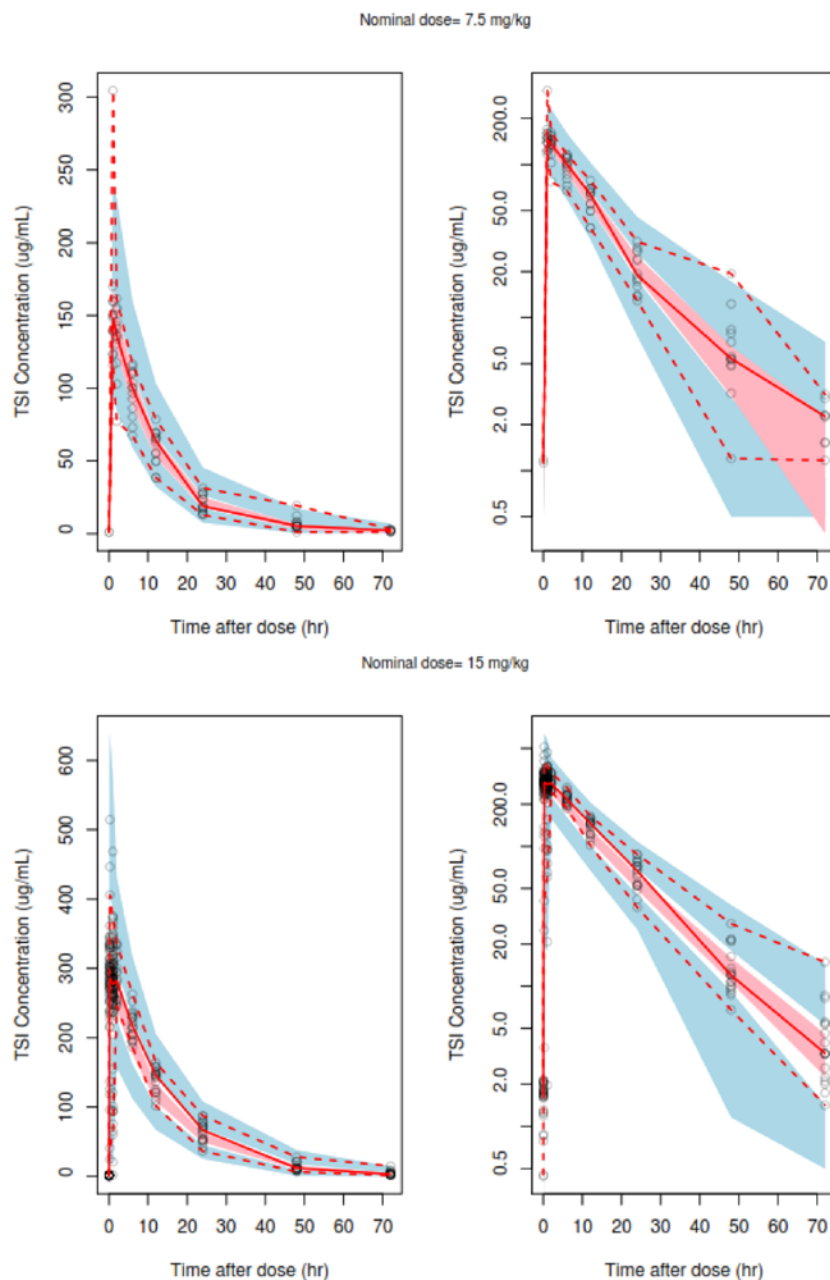 Nominal dose= 7.5 mg/kg
TSI Concentration (ug/mL)
0 50 100 150 200 250 300
0 10 20 30 40 50 60 70
Time after dose (hr)
TSI Concentration (ug/mL)
0.5 2.0 5.0 20.0 50.0 200.0
0 10 20 30 40 50 60 70
Time after dose (hr)
Nominal dose= 15 mg/kg
TSI Concentration (ug/mL)
0 100 200 300 400 500 600
0 10 20 30 40 50 60 70
Time after dose (hr)
TSI Concentration (ug/mL)
0.5 2.0 5.0 20.0 50.0 200.0
0 10 20 30 40 50 60 70
Time after dose (hr)